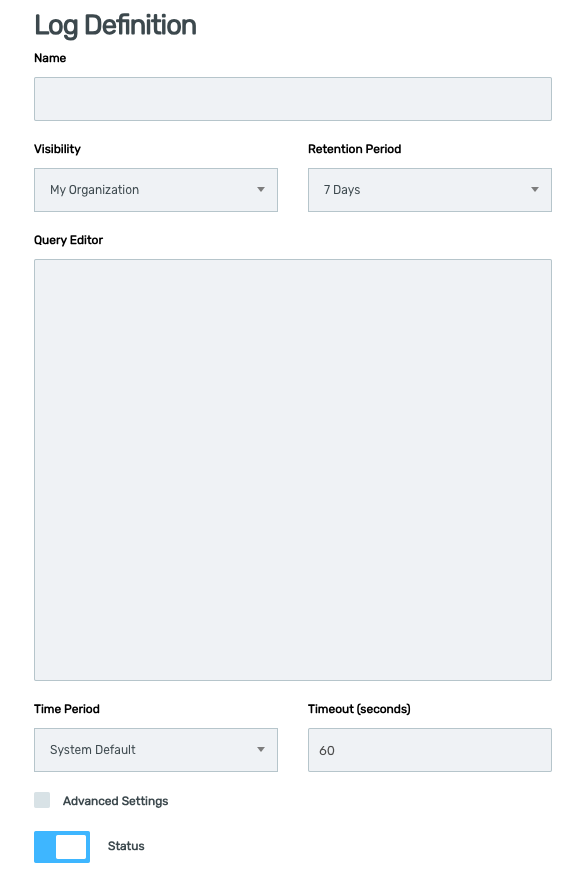 Log Definition
Name
Visibility
Retention Period
My Organization
7 Days
Query Editor
Time Period
Timeout (seconds)
System Default
60
Advanced Settings
Status